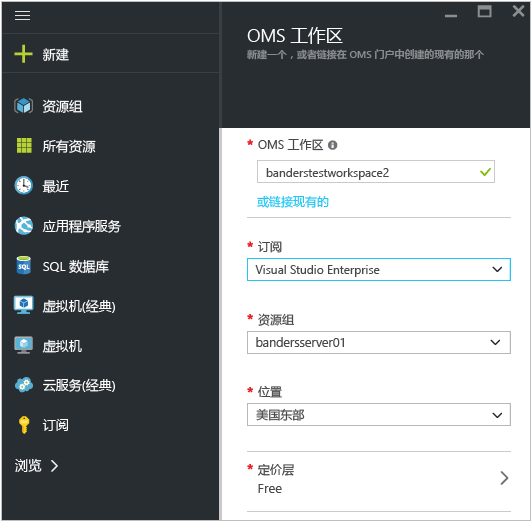 新建
资源组
所有资源
最近
应用程序服务
SQL 数据库
虚拟机(经典)
虚拟机
云服务(经典)
订阅
浏览
OMS 工作区
新建一个，或者链接在 OMS 门户中创建的现有的那个
* OMS 工作区
banderstestworkspace2
或链接现有的
* 订阅
Visual Studio Enterprise
* 资源组
bandersserver01
* 位置
美国东部
* 定价层
Free